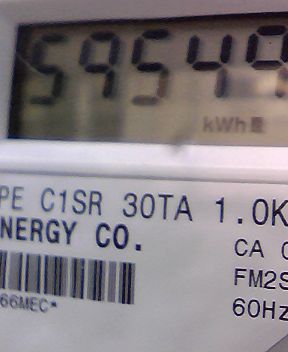 59549
kWh
PE C1SR 30TA 1.0K
NERGY CO.
CA
FM2S
66MEC*
60Hz